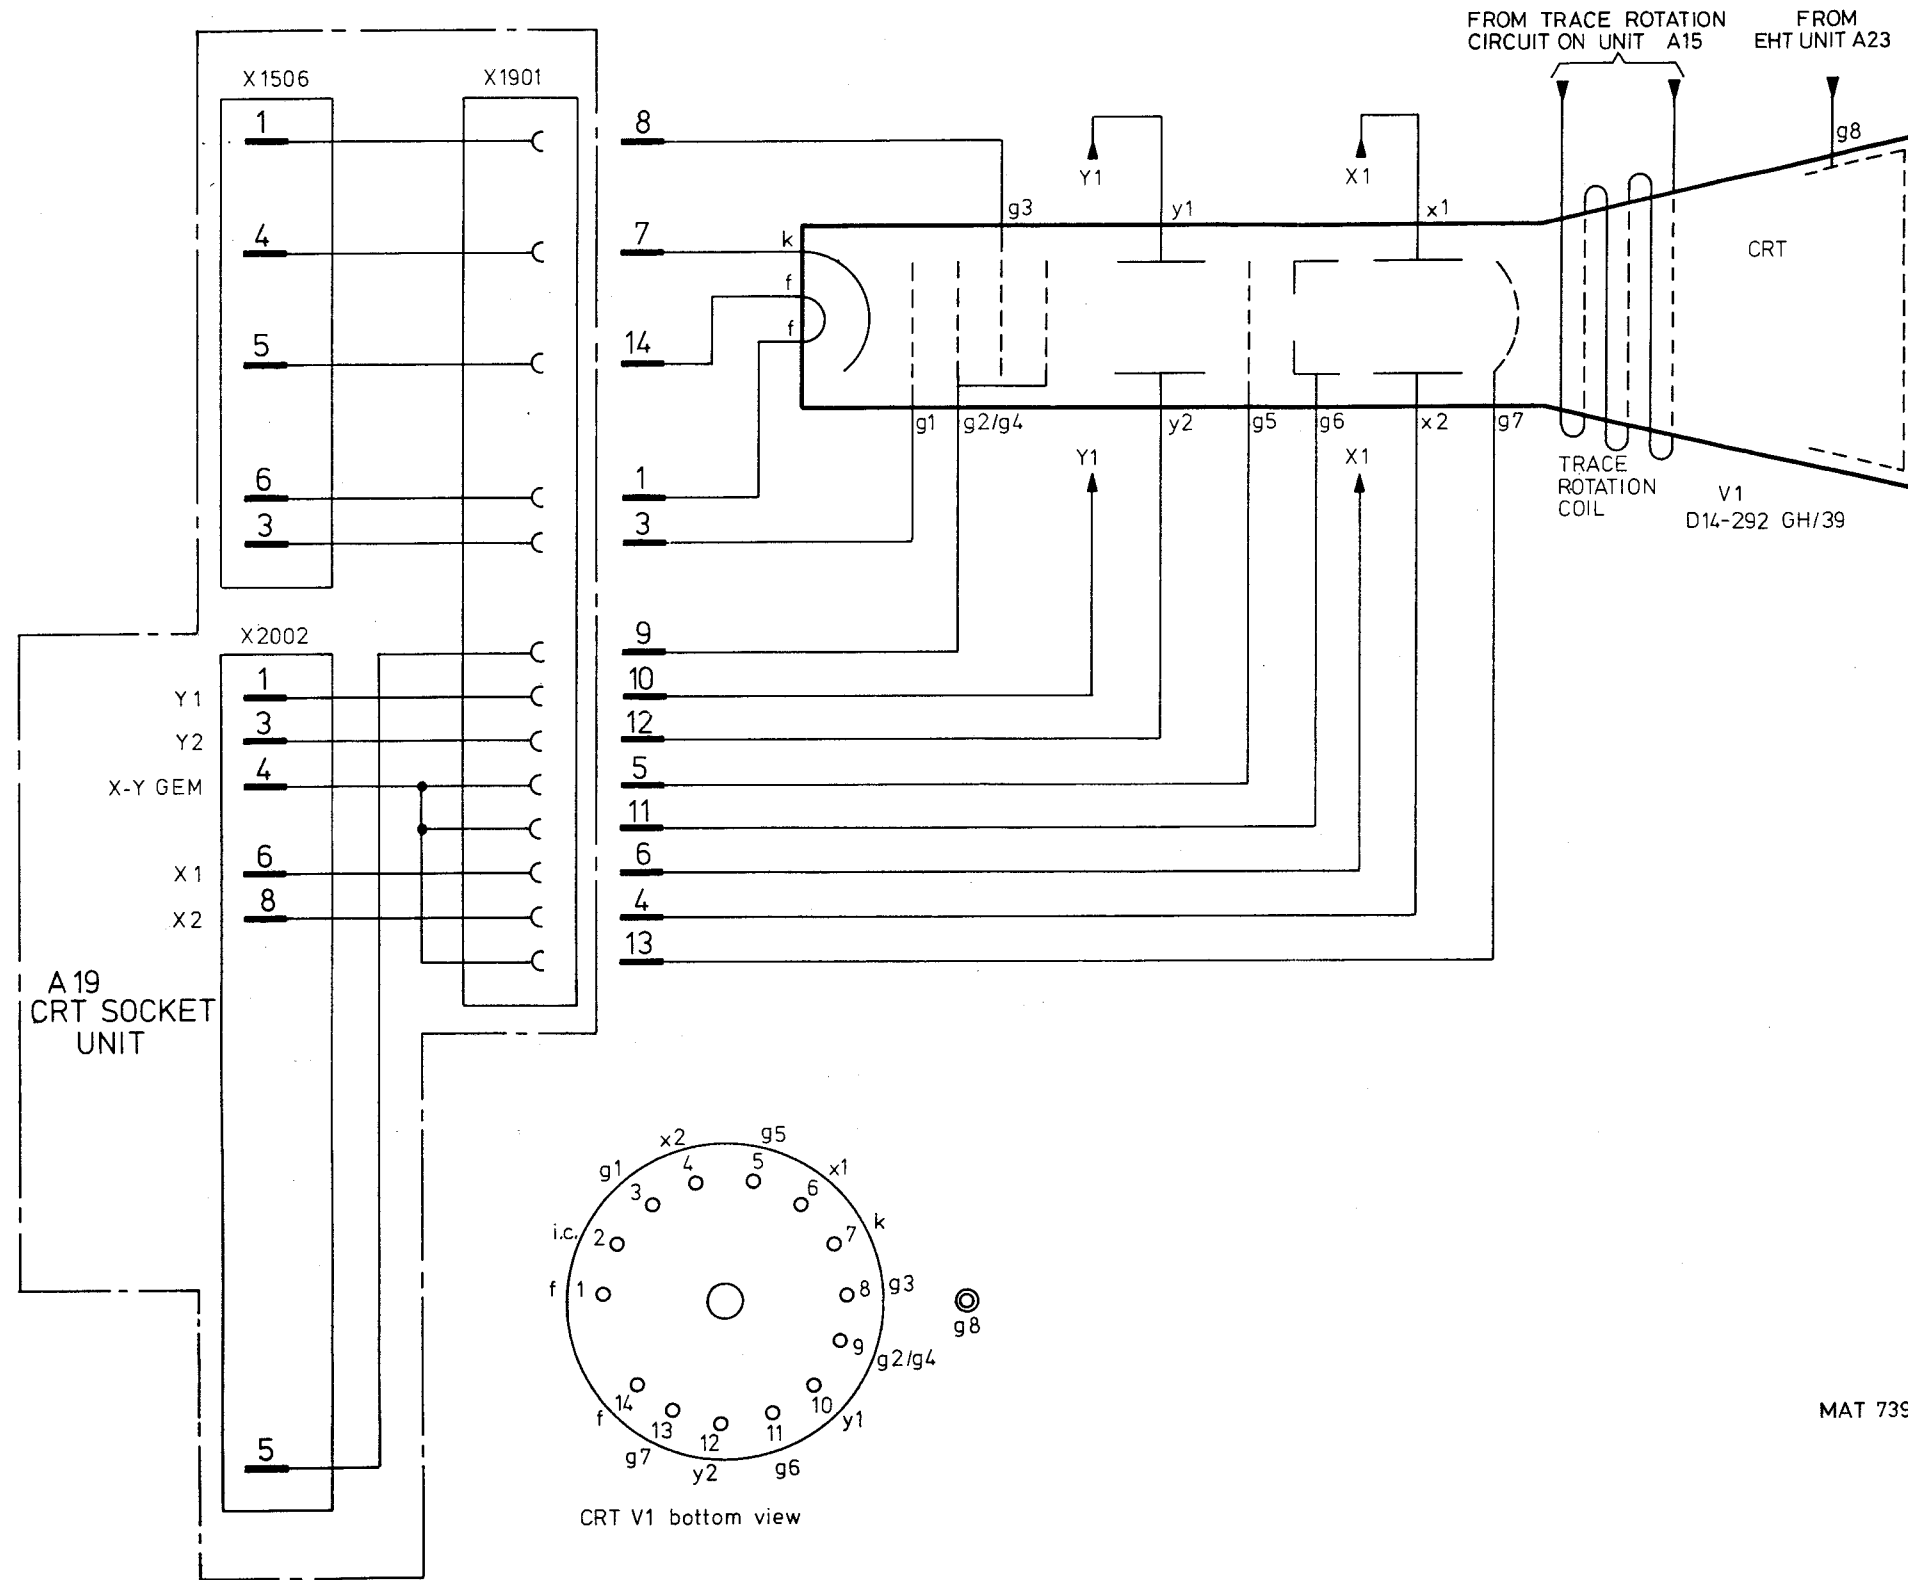 FROM TRACE ROTATION
CIRCUIT ON UNIT A15
FROM
EHT UNIT A23
X1506
X1901
1
8
4
7
5
14
6
1
3
3
Y1
X1
g8
g3
y1
x1
k
f
f
CRT
g1
g2/g4
y2
g5
g6
x2
g7
Y1
X1
TRACE
ROTATION
COIL
V1
D14-292 GH/39
X2002
9
Y1
1
10
Y2
3
12
X-Y GEM
4
5
11
X1
6
6
X2
8
4
13
A19
CRT SOCKET
UNIT
5
x2
g5
g1
4
5
x1
3
6
i.c.
2
7
k
f
1
8
g3
9
g2/g4
g8
14
10
f
13
12
11
y1
g7
y2
g6
CRT V1 bottom view
MAT 739